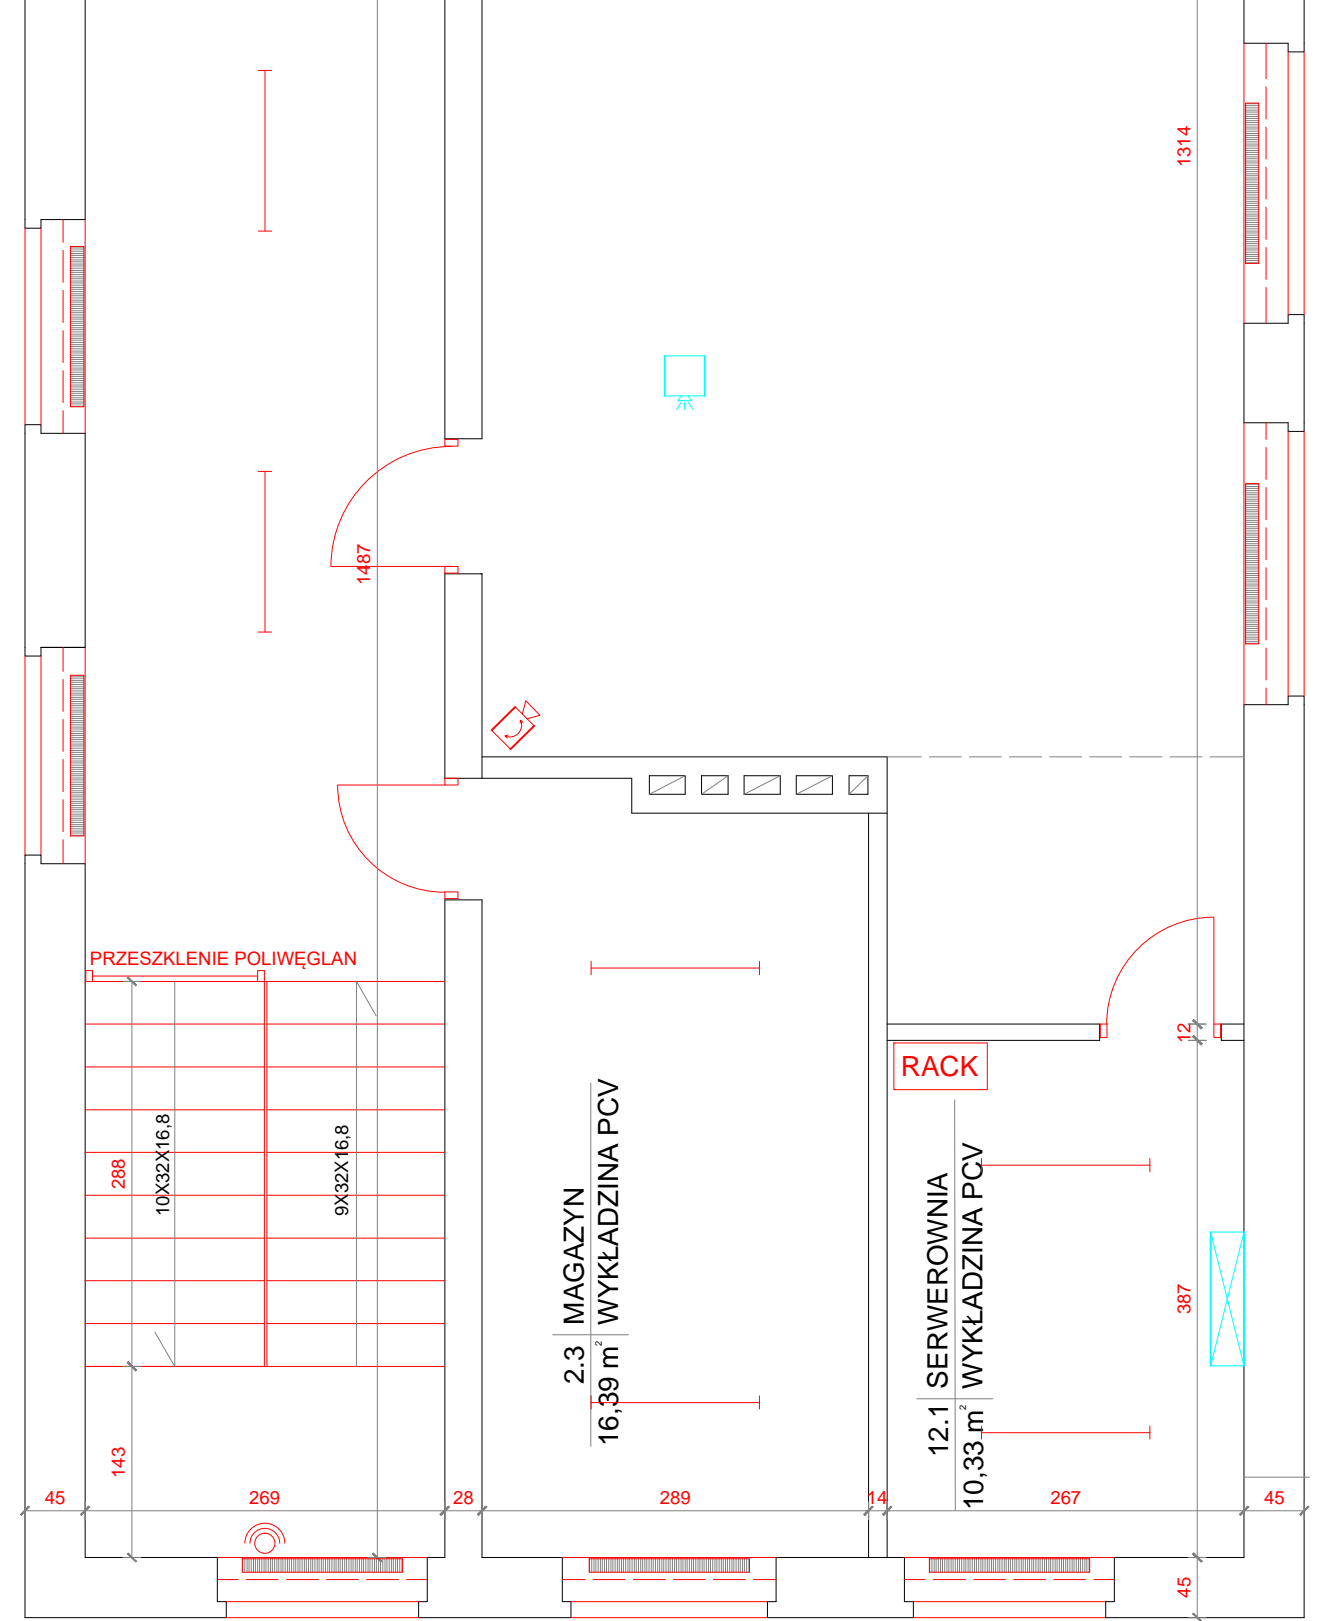 1314
1487
PRZESZKLENIE POLIWĘGLAN
12
RACK
288
10X32X16,8
9X32X16,8
2.3 MAGAZYN
16,39 m² WYKŁADZINA PCV
12.1 SERWEROWNIA
10,33 m² WYKŁADZINA PCV
387
143
45
269
28
289
14
267
45
45